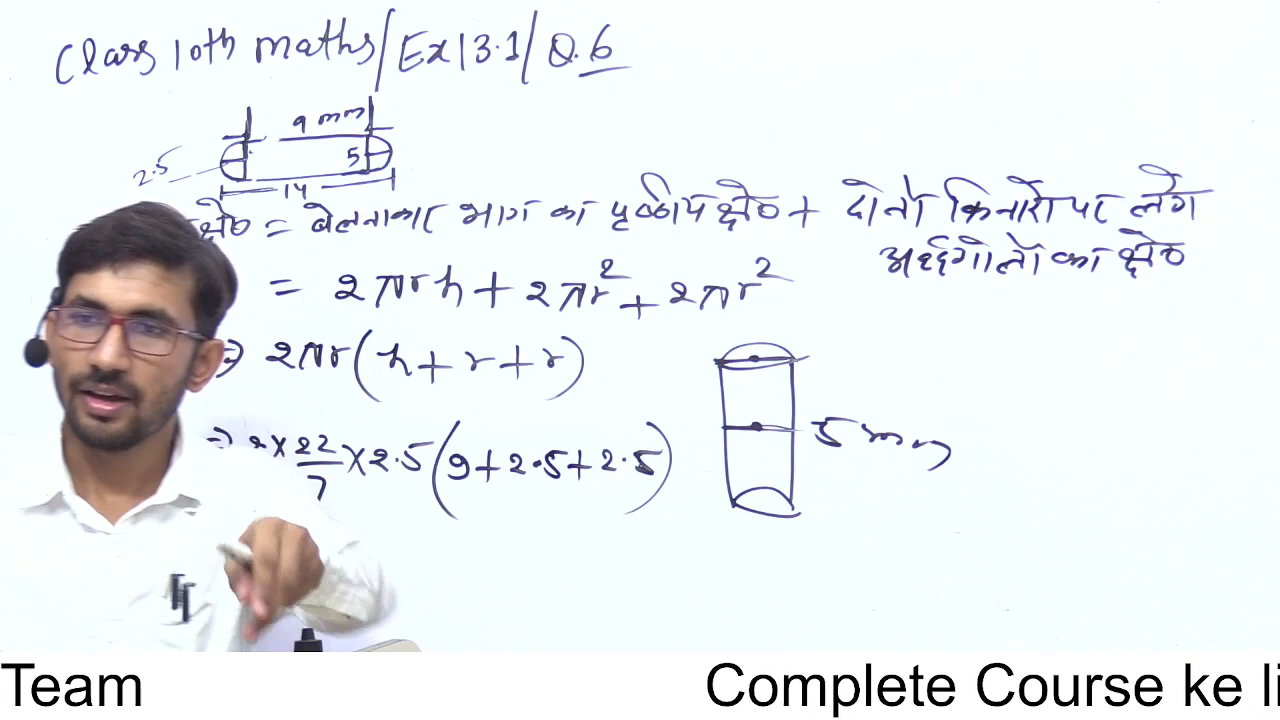 Class 10th maths/Ex 13.1/Q.6
9 mm
2.5
5
14
क्षे० = बेलनाकार भाग का पृष्ठीय क्षे० + दोनो किनारो पर लगे
अर्द्धगोलो का क्षे०
= 2πrh + 2πr² + 2πr²
⇒ 2πr(h + r + r)
⇒ 2 × 22/7 × 2.5 (9 + 2.5 + 2.5)
5 mm
Team Complete Course ke li